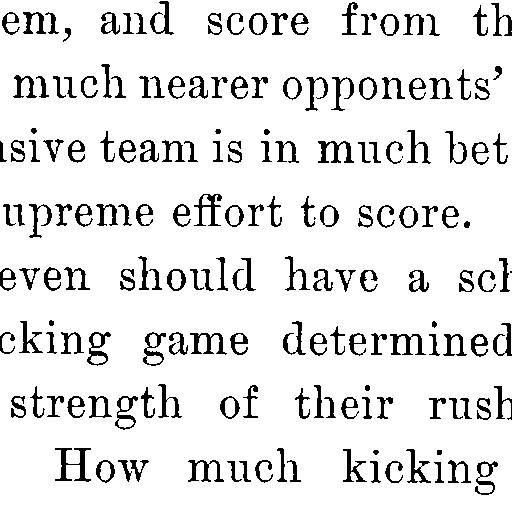 em, and score from th
much nearer opponents'
sive team is in much bet
upreme effort to score.
even should have a sch
cking game determined
strength of their rush
How much kicking